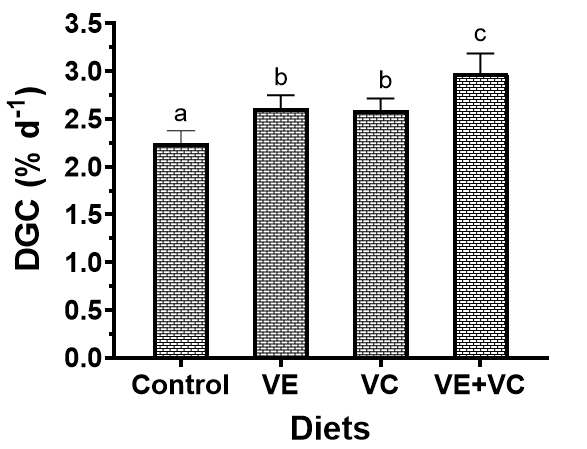 3.5
3.0
2.5
2.0
1.5
1.0
0.5
0.0
DGC (% d⁻¹)
a
b
b
c
Control VE VC VE+VC
Diets